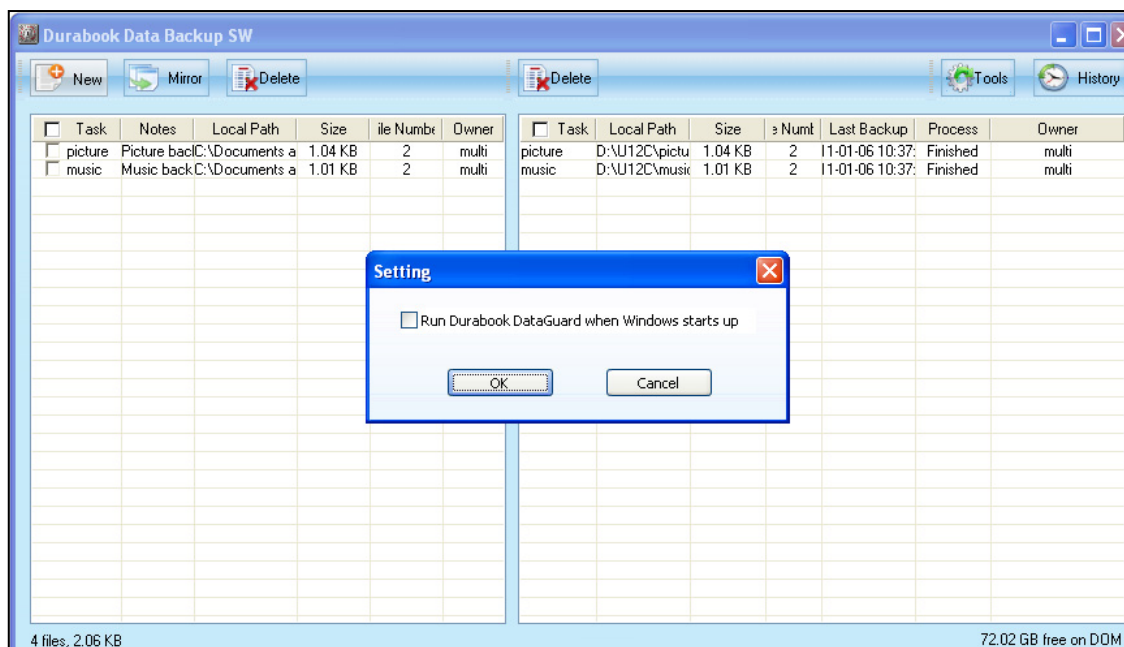 Durabook Data Backup SW
New Mirror Delete Delete Tools History
Task Notes Local Path Size ile Numbe Owner Task Local Path Size e Numb Last Backup Process Owner
picture Picture bacl C:\Documents a 1.04 KB 2 multi picture D:\U12C\pictu 1.04 KB 2 11-01-06 10:37: Finished multi
music Music back C:\Documents a 1.01 KB 2 multi music D:\U12C\music 1.01 KB 2 11-01-06 10:37: Finished multi
Setting
Run Durabook DataGuard when Windows starts up
OK Cancel
4 files, 2.06 KB 72.02 GB free on DOM